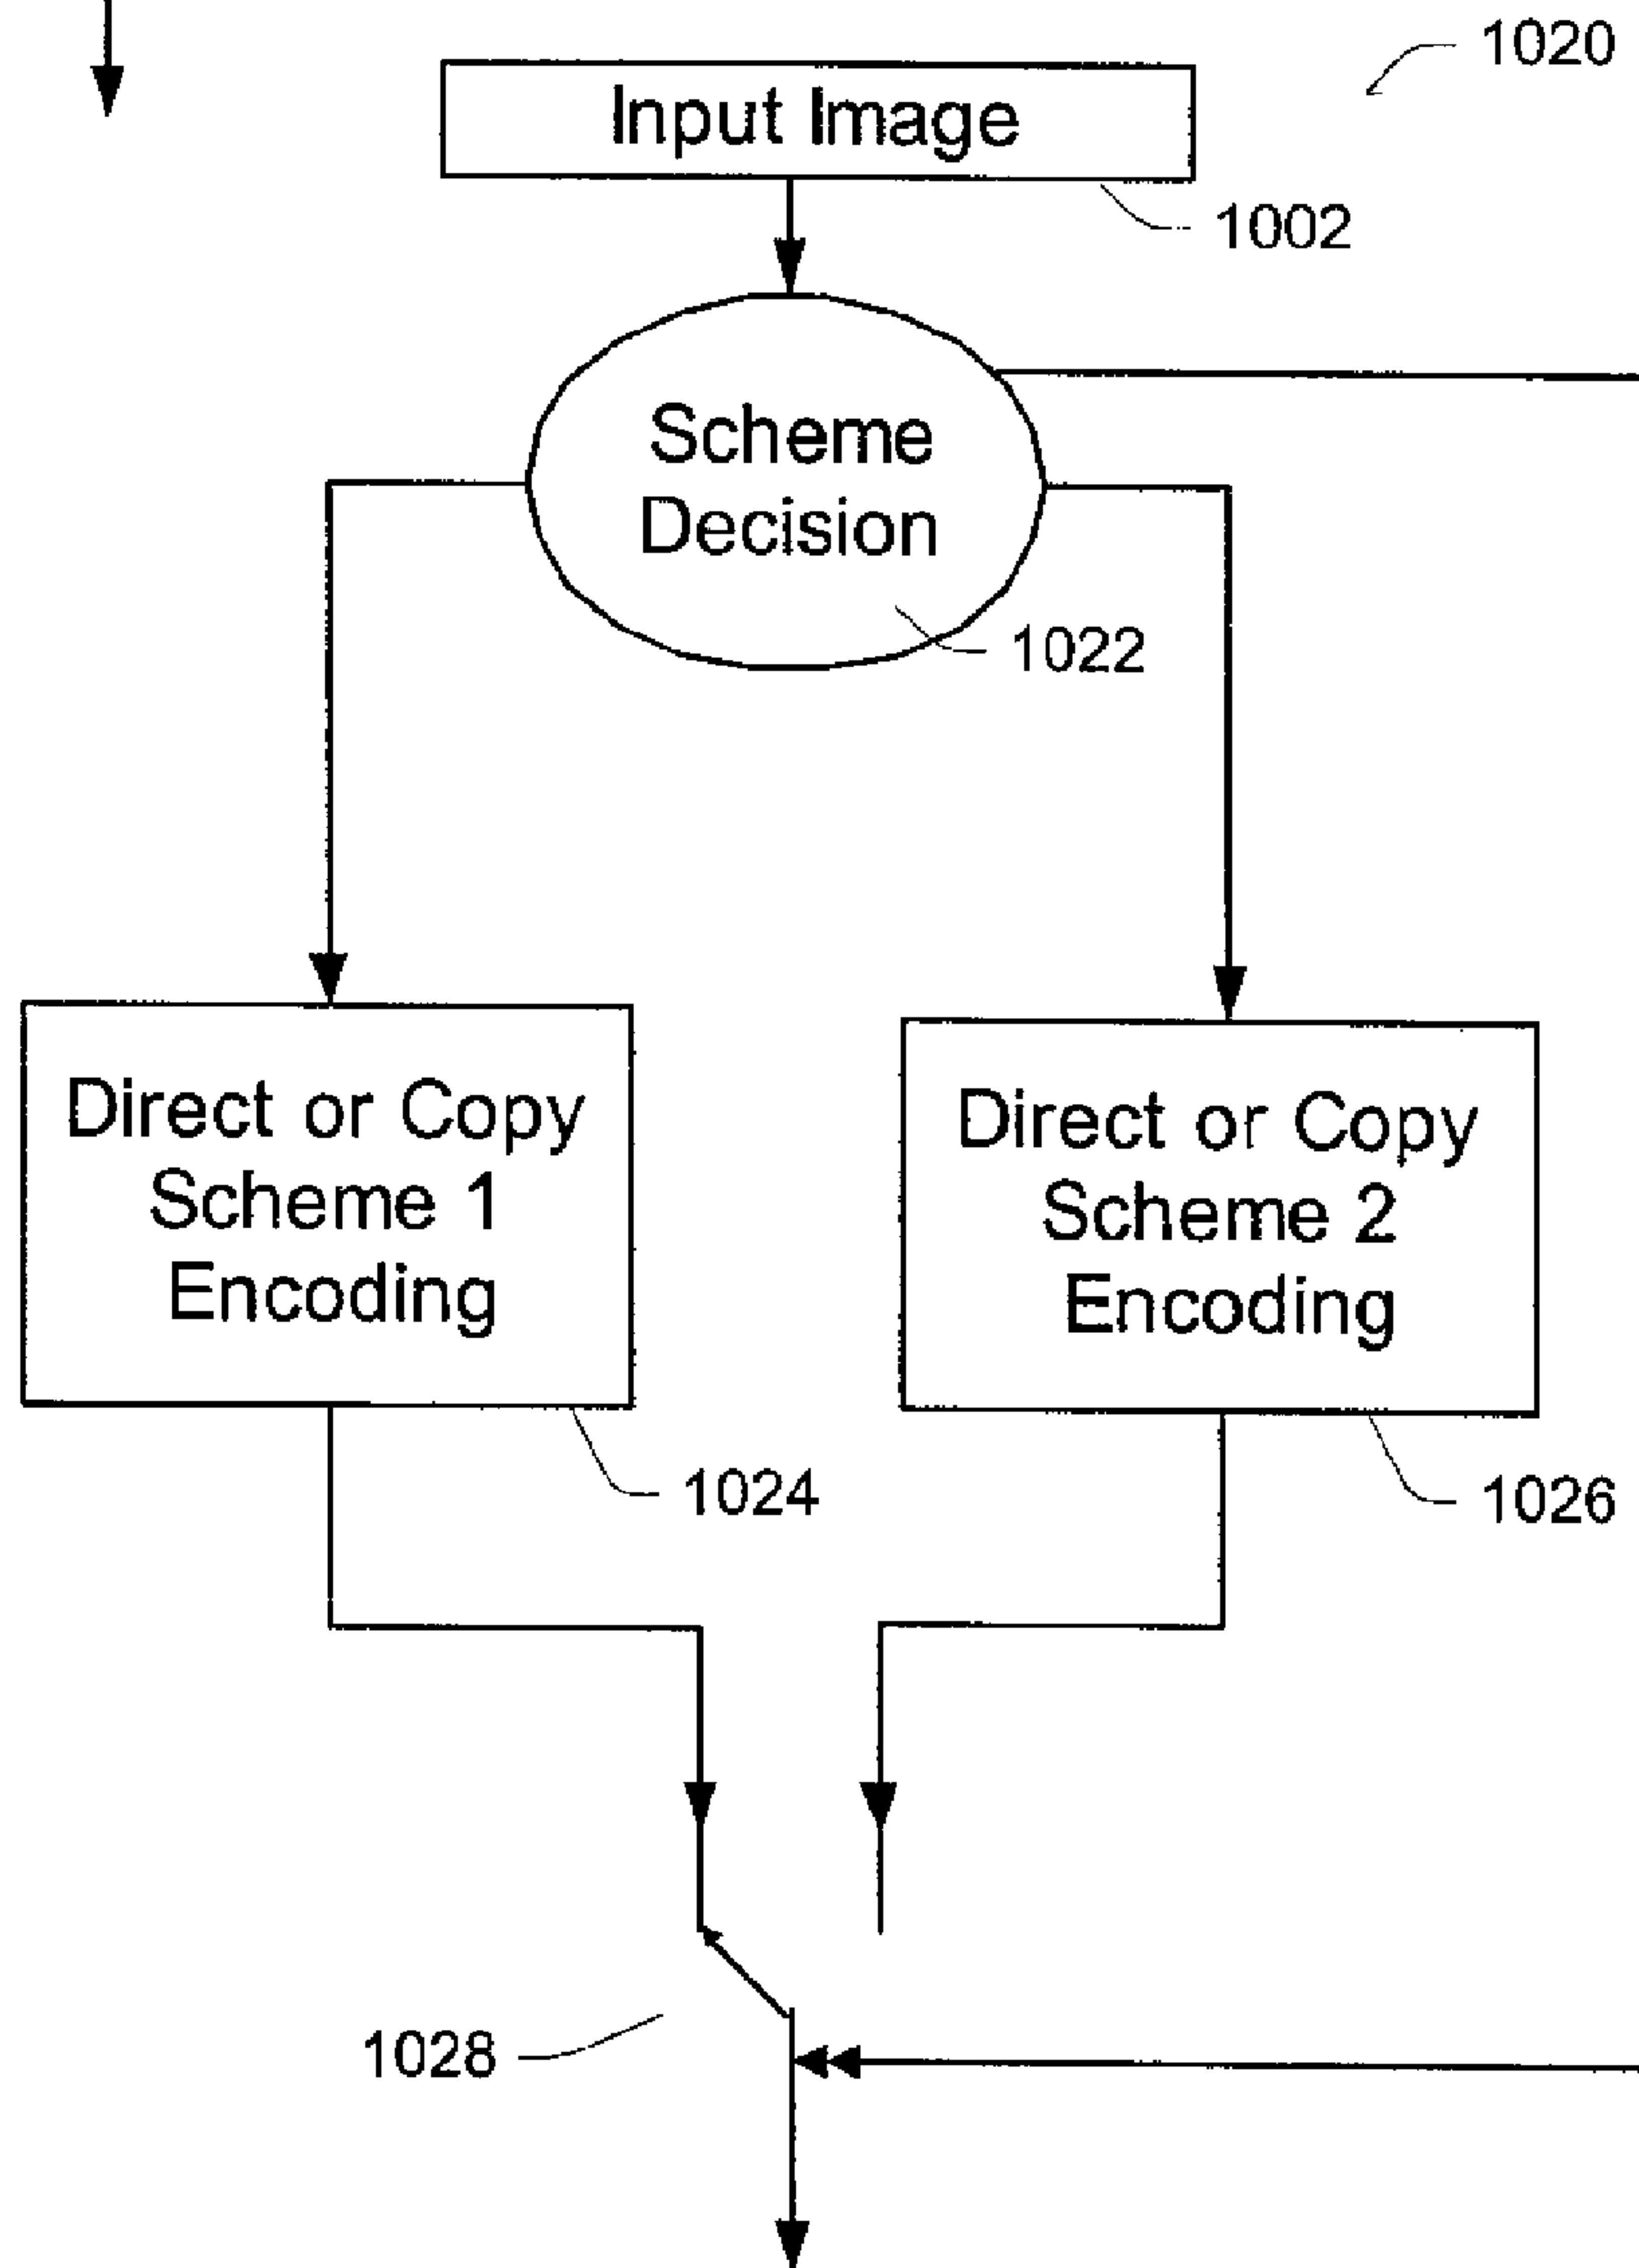 1020
Input Image
1002
Scheme
Decision
1022
Direct or Copy
Scheme 1
Encoding
1024
Direct or Copy
Scheme 2
Encoding
1026
1028